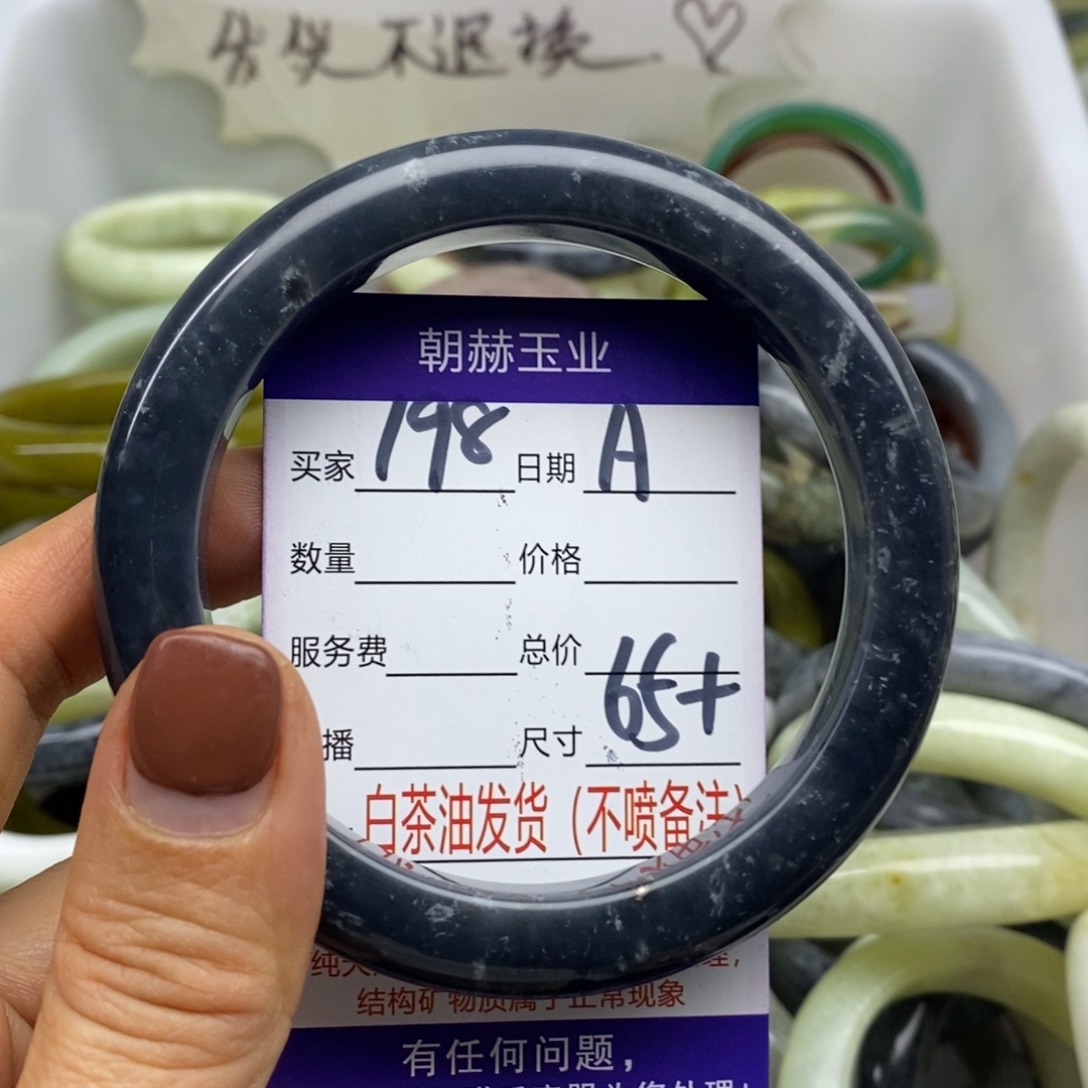 不退换
朝赫玉业
买家 198 日期 A
数量 价格
服务费 总价
播 尺寸 65+
白茶油发货（不喷备注）
纯天
结构矿物质属于正常现象
有任何问题，